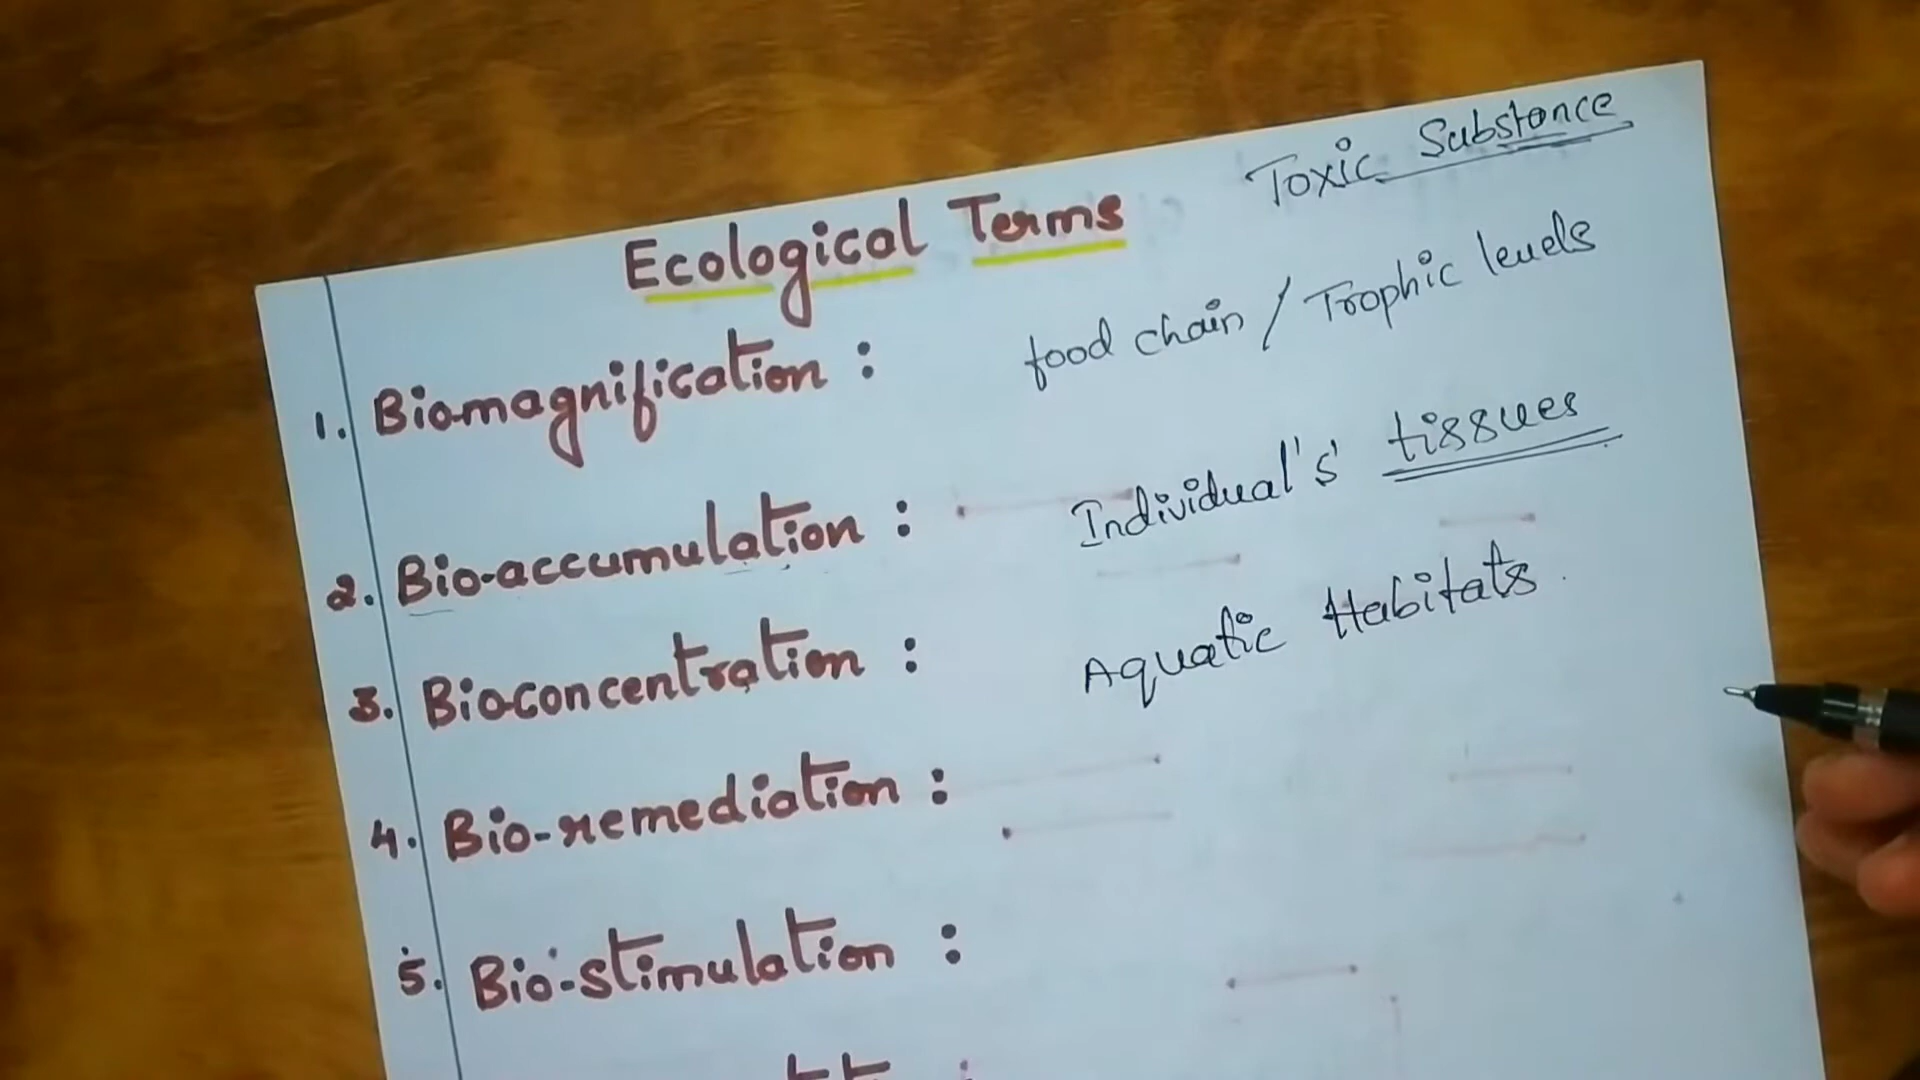 Toxic Substance
Ecological Terms
1. Biomagnification : food chain / Trophic levels
2. Bio-accumulation : Individual's' tissues
3. Bioconcentration : Aquatic Habitats
4. Bio-remediation :
5. Bio-stimulation :